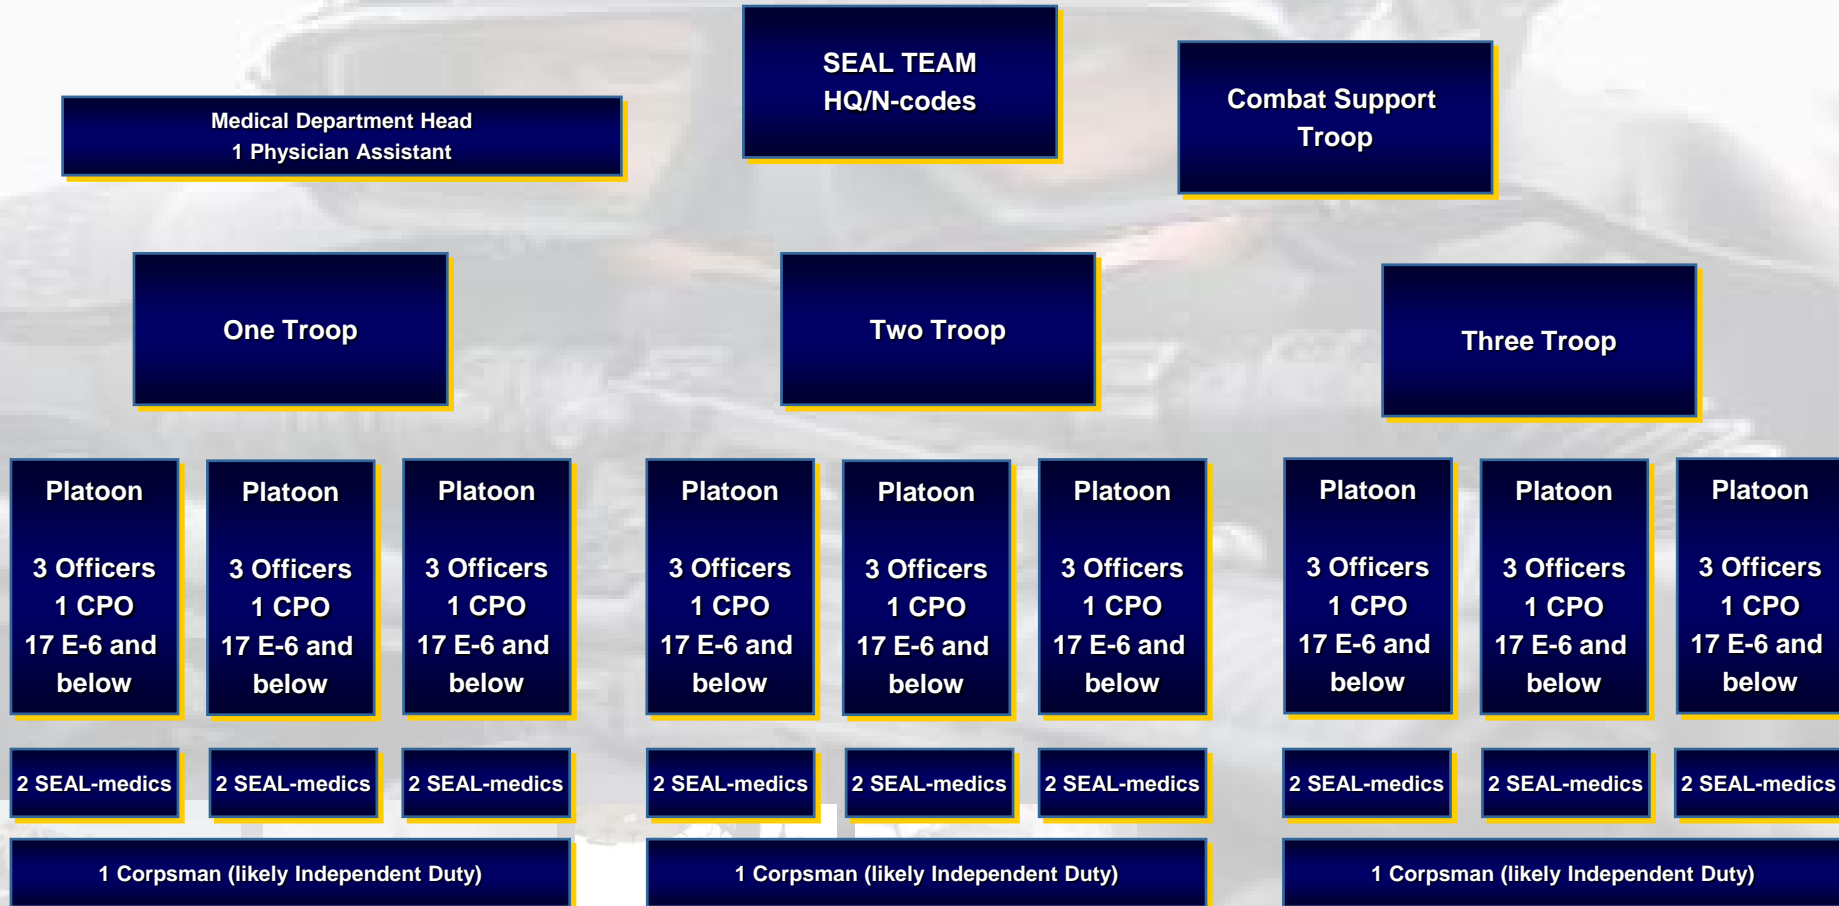 SEAL TEAM
HQ/N-codes
Combat Support
Troop
Medical Department Head
1 Physician Assistant
One Troop
Two Troop
Three Troop
Platoon
3 Officers
1 CPO
17 E-6 and
below
Platoon
3 Officers
1 CPO
17 E-6 and
below
Platoon
3 Officers
1 CPO
17 E-6 and
below
Platoon
3 Officers
1 CPO
17 E-6 and
below
Platoon
3 Officers
1 CPO
17 E-6 and
below
Platoon
3 Officers
1 CPO
17 E-6 and
below
Platoon
3 Officers
1 CPO
17 E-6 and
below
Platoon
3 Officers
1 CPO
17 E-6 and
below
Platoon
3 Officers
1 CPO
17 E-6 and
below
2 SEAL-medics
2 SEAL-medics
2 SEAL-medics
2 SEAL-medics
2 SEAL-medics
2 SEAL-medics
2 SEAL-medics
2 SEAL-medics
2 SEAL-medics
1 Corpsman (likely Independent Duty)
1 Corpsman (likely Independent Duty)
1 Corpsman (likely Independent Duty)